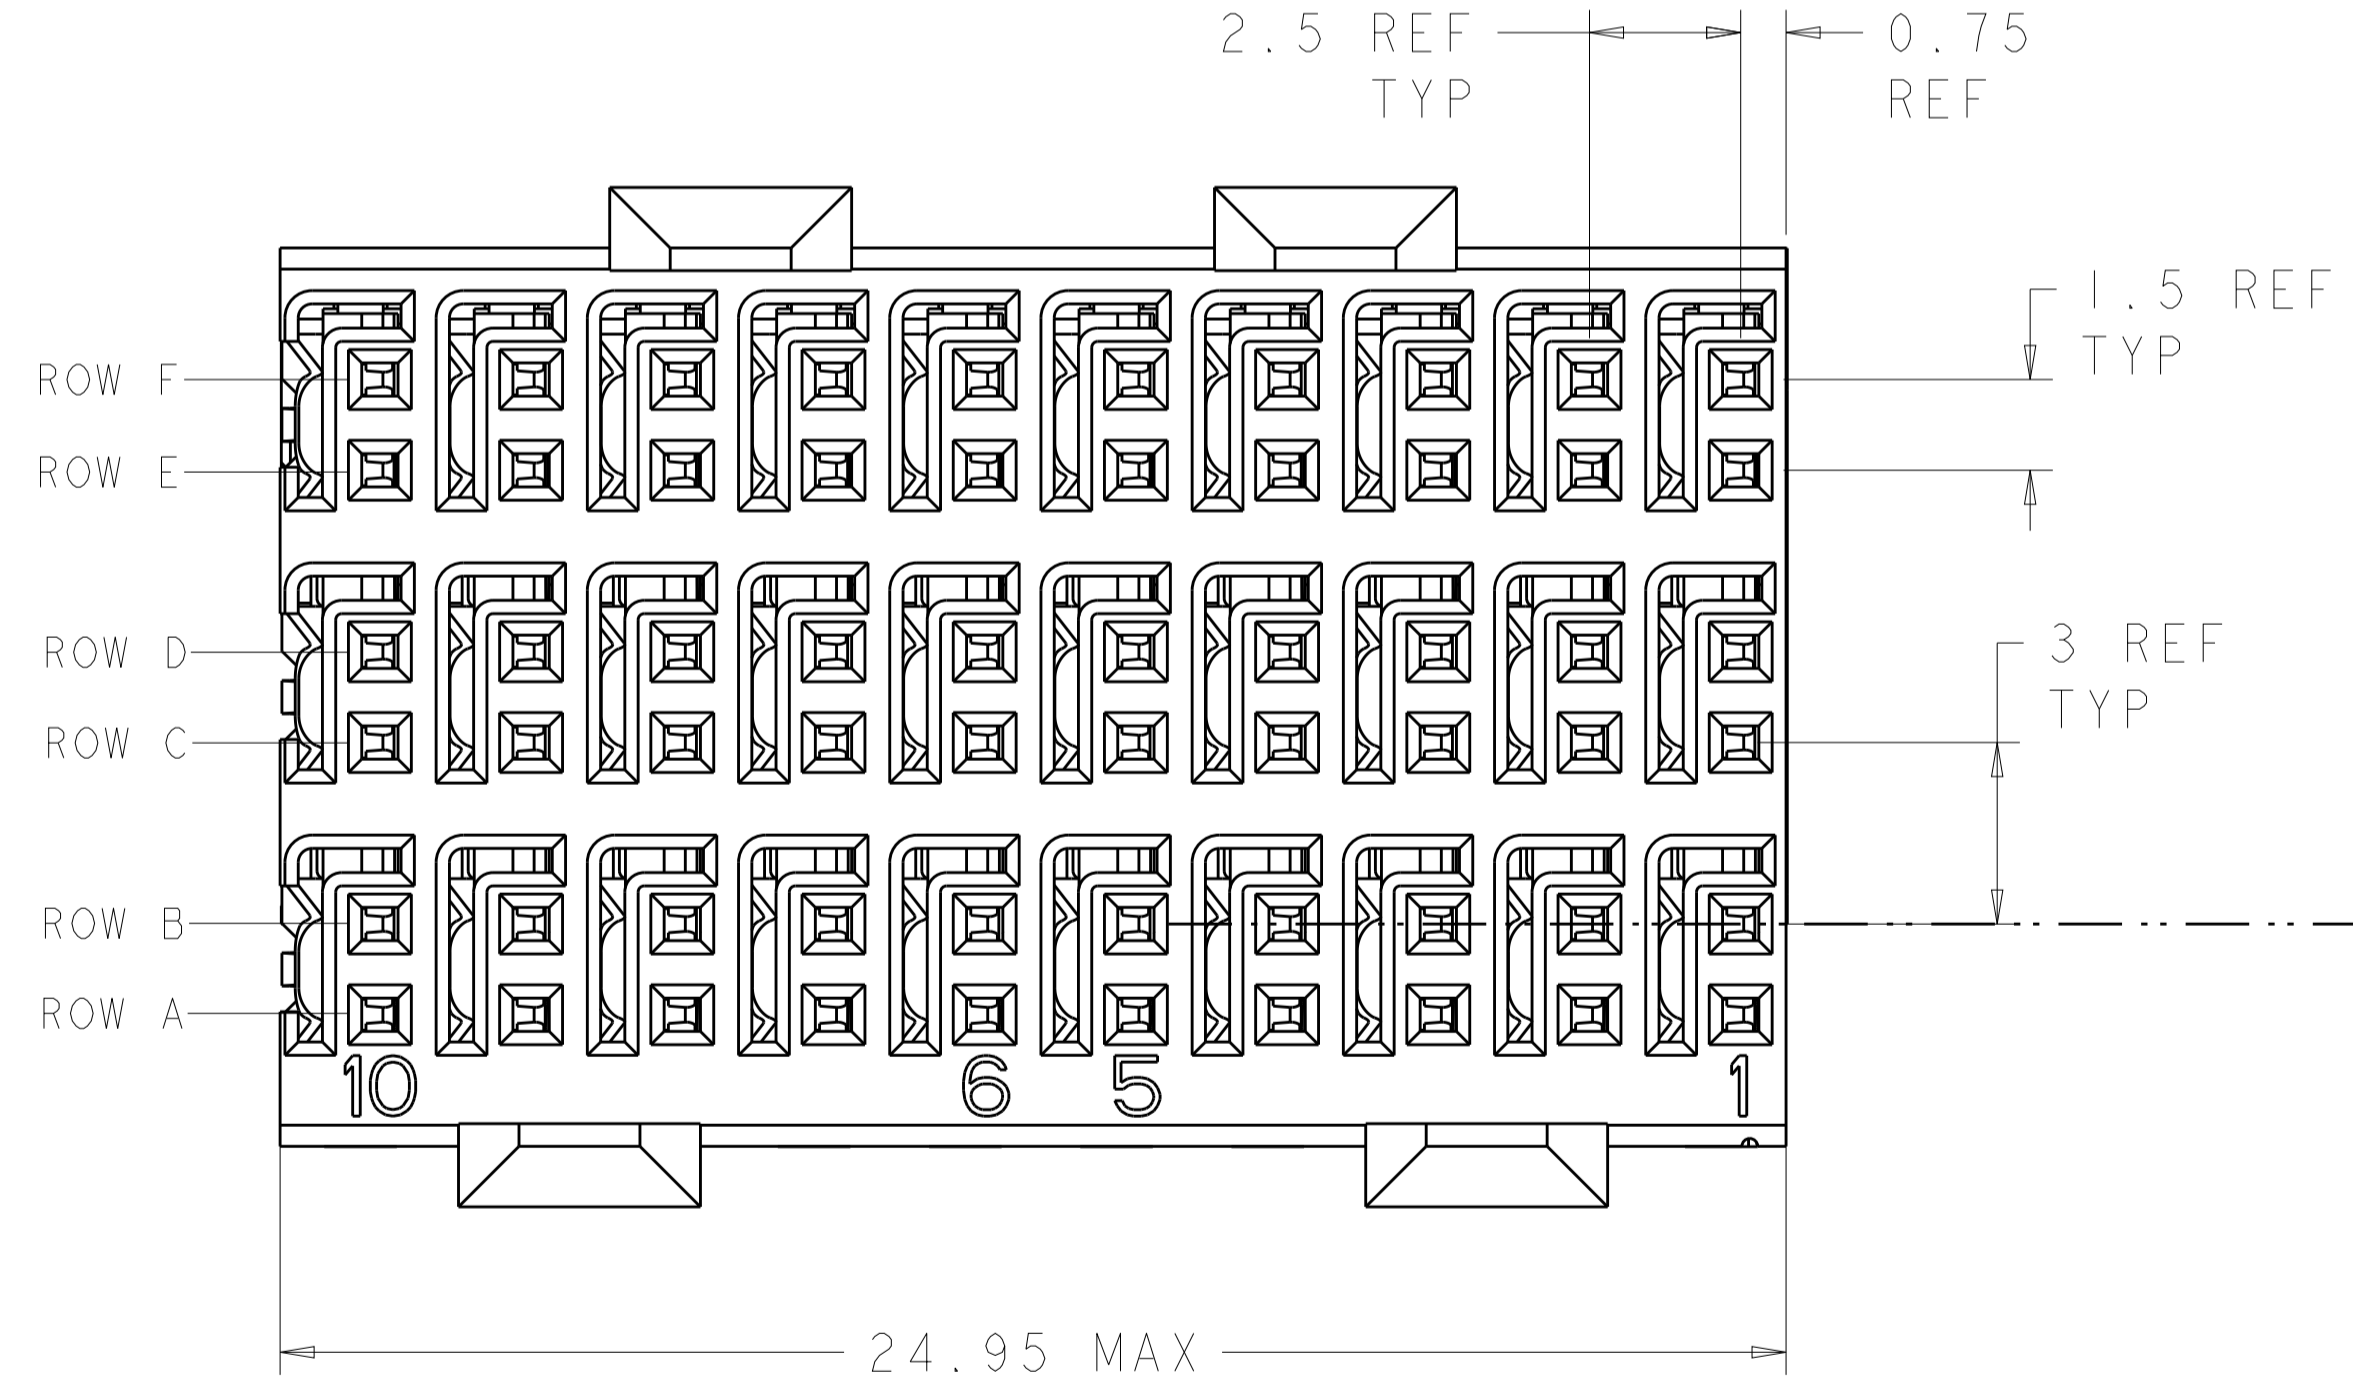 2.5 REF
TYP
0.75
REF
1.5 REF
TYP
ROW F
ROW E
ROW D
3 REF
TYP
ROW C
ROW B
ROW A
10 6 5 1
24.95 MAX